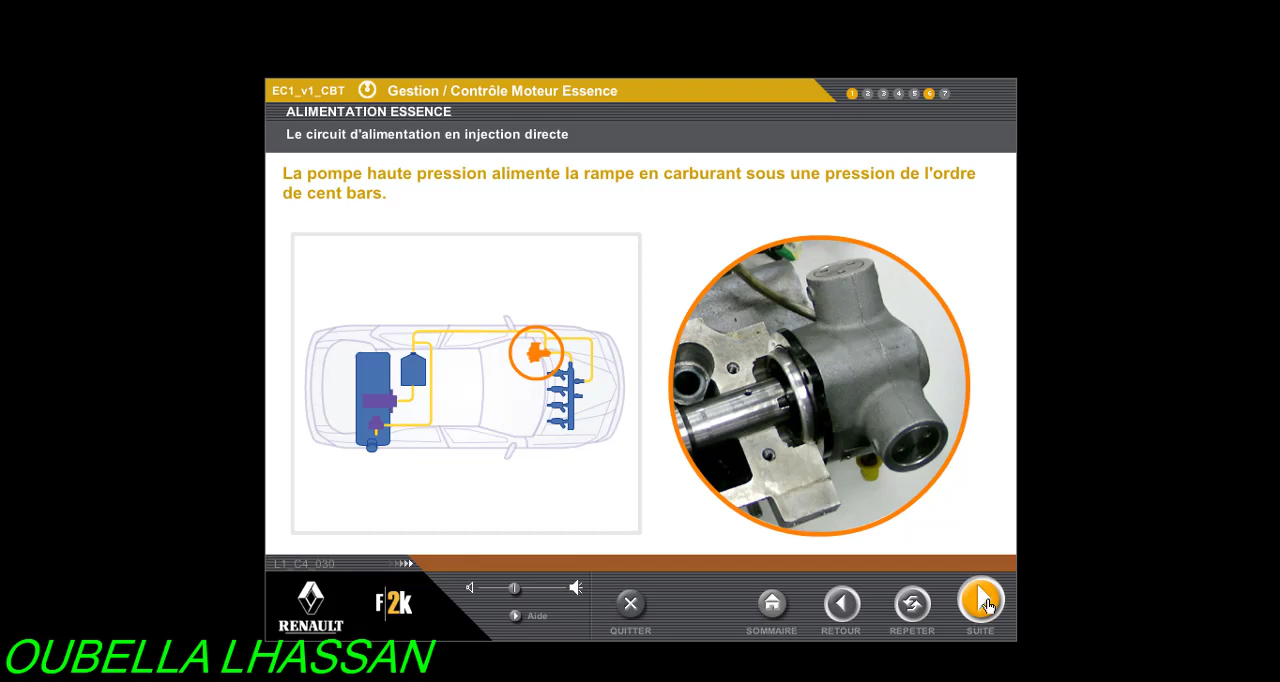 EC1_v1_CBT Gestion / Contrôle Moteur Essence 1 2 3 4 5 6 7
ALIMENTATION ESSENCE
Le circuit d'alimentation en injection directe
La pompe haute pression alimente la rampe en carburant sous une pression de l'ordre
de cent bars.
L1_C4_030
RENAULT
F2k
Aide
QUITTER SOMMAIRE RETOUR REPETER SUITE
OUBELLA LHASSAN